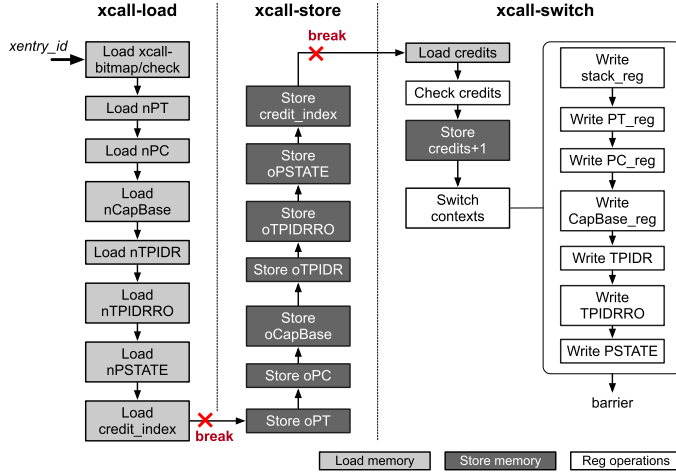 xcall-load
xcall-store
xcall-switch
xentry_id
Load xcall-
bitmap/check
Load nPT
Load nPC
Load
nCapBase
Load nTPIDR
Load
nTPIDRRO
Load
nPSTATE
Load
credit_index
break
Store oPT
Store oPC
Store
oCapBase
Store oTPIDR
Store
oTPIDRRO
Store
oPSTATE
Store
credit_index
break
Load credits
Check credits
Store
credits+1
Switch
contexts
Write
stack_reg
Write PT_reg
Write PC_reg
Write
CapBase_reg
Write TPIDR
Write
TPIDRRO
Write PSTATE
barrier
Load memory
Store memory
Reg operations